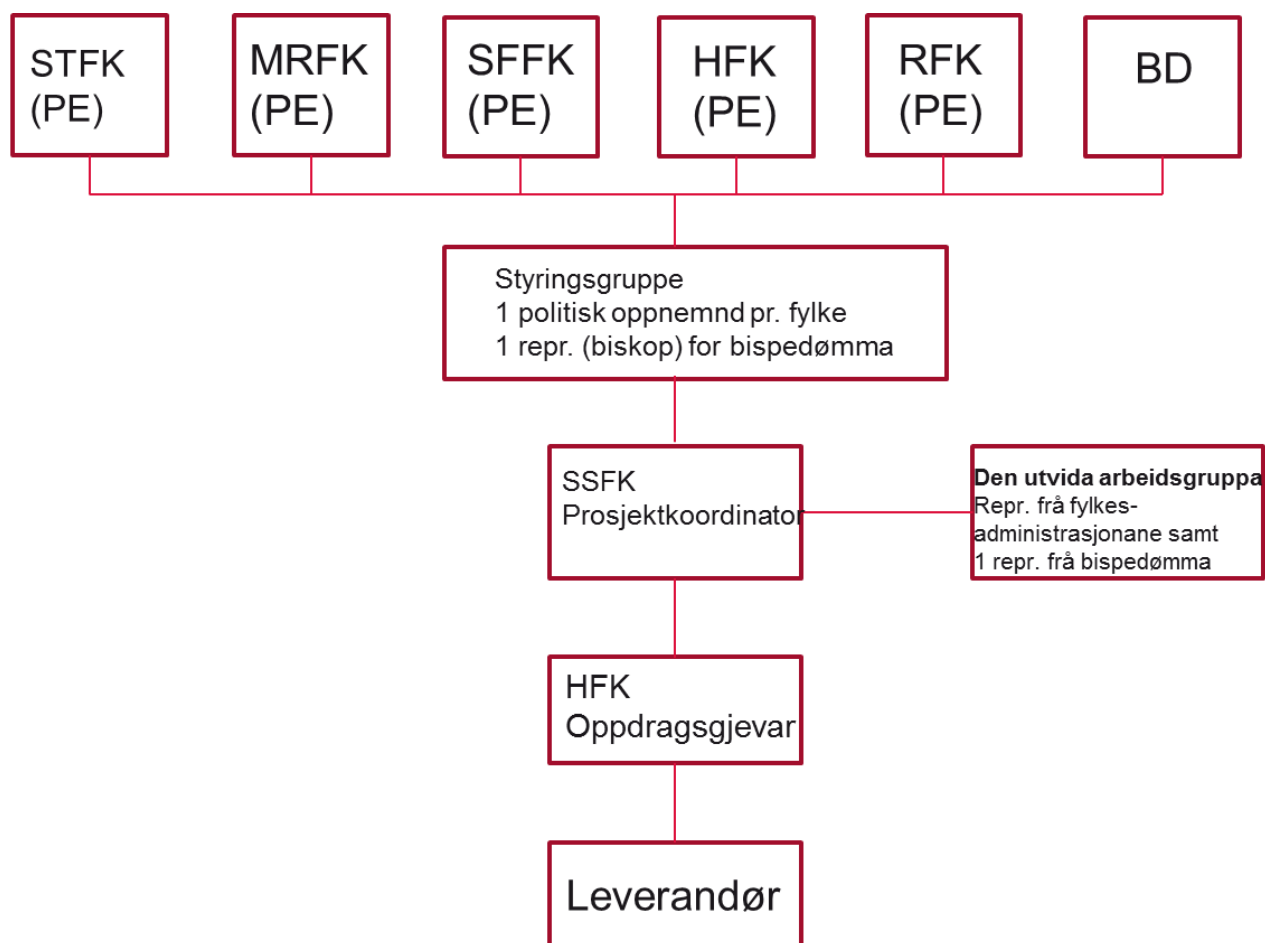 STFK
(PE)
MRFK
(PE)
SFFK
(PE)
HFK
(PE)
RFK
(PE)
BD
Styringsgruppe
1 politisk oppnemnd pr. fylke
1 repr. (biskop) for bispedømma
SSFK
Prosjektkoordinator
Den utvida arbeidsgruppa
Repr. frå fylkes-
administrasjonane samt
1 repr. frå bispedømma
HFK
Oppdragsgjevar
Leverandør